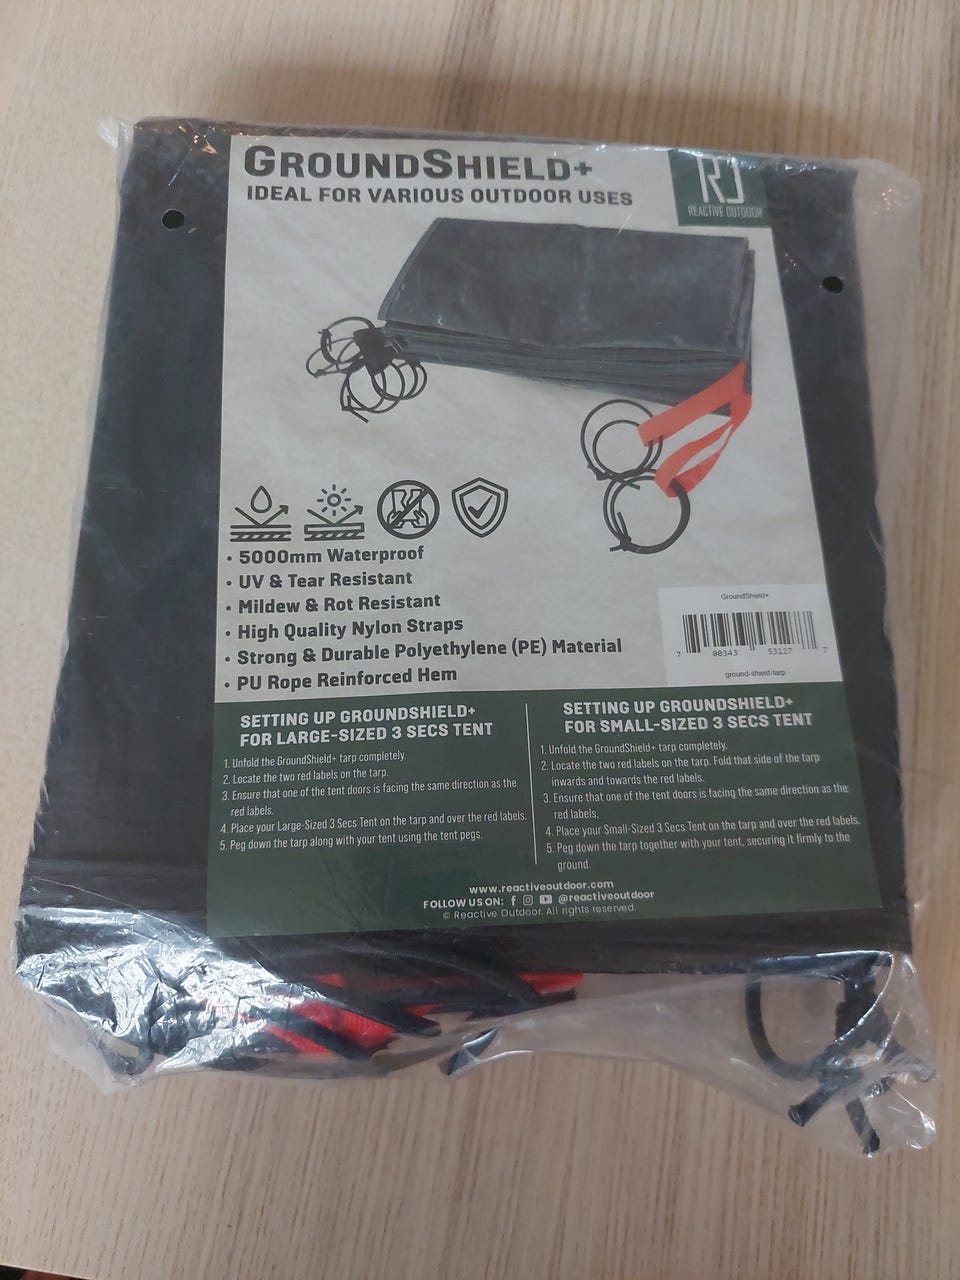 GROUNDSHIELD+
IDEAL FOR VARIOUS OUTDOOR USES
RJ
REACTIVE OUTDOOR
• 5000mm Waterproof
• UV & Tear Resistant
• Mildew & Rot Resistant
• High Quality Nylon Straps
• Strong & Durable Polyethylene (PE) Material
• PU Rope Reinforced Hem
GroundShield+
7 00343 53127 7
ground-shield-tarp
SETTING UP GROUNDSHIELD+
FOR LARGE-SIZED 3 SECS TENT
1. Unfold the GroundShield+ tarp completely.
2. Locate the two red labels on the tarp.
3. Ensure that one of the tent doors is facing the same direction as the
red labels.
4. Place your Large-Sized 3 Secs Tent on the tarp and over the red labels.
5. Peg down the tarp along with your tent using the tent pegs.
SETTING UP GROUNDSHIELD+
FOR SMALL-SIZED 3 SECS TENT
1. Unfold the GroundShield+ tarp completely.
2. Locate the two red labels on the tarp. Fold that side of the tarp
inwards and towards the red labels.
3. Ensure that one of the tent doors is facing the same direction as the
red labels.
4. Place your Small-Sized 3 Secs Tent on the tarp and over the red labels.
5. Peg down the tarp together with your tent, securing it firmly to the
ground.
www.reactiveoutdoor.com
FOLLOW US ON: @reactiveoutdoor
© Reactive Outdoor. All rights reserved.